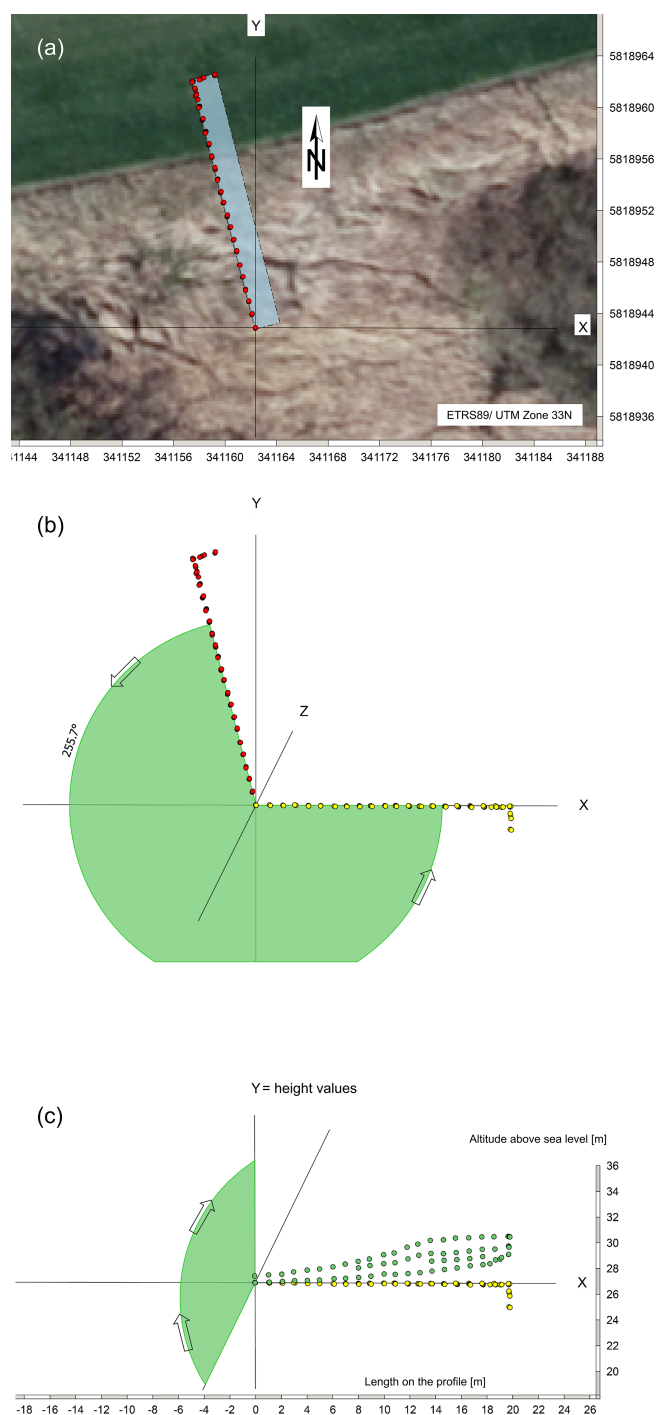 (a)
Y
N
5818964
5818960
5818956
5818952
5818948
5818944
X
5818940
ETRS89/ UTM Zone 33N
5818936
341144 341148 341152 341156 341160 341164 341168 341172 341176 341180 341184 341188
(b)
Y
Z
255.7°
X
Y = height values
(c)
Altitude above sea level [m]
36
34
32
30
28
X
26
24
22
Length on the profile [m]
20
-18 -16 -14 -12 -10 -8 -6 -4 -2 0 2 4 6 8 10 12 14 16 18 20 22 24 26